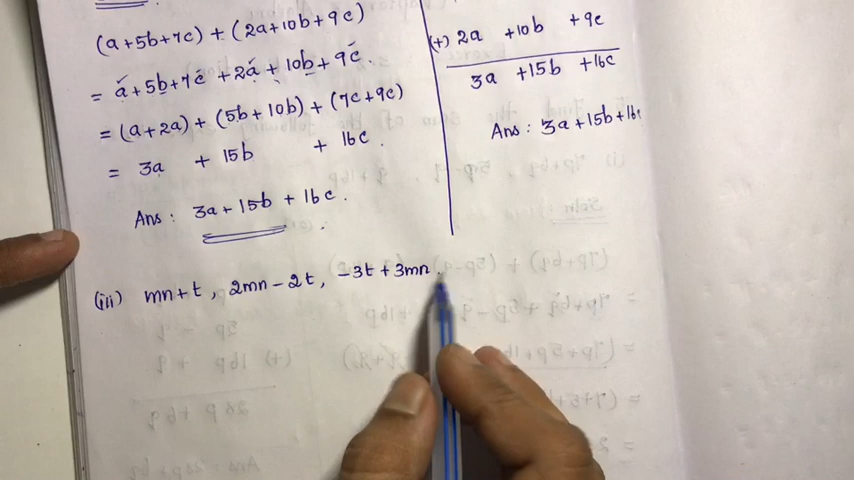 (a+5b+7c) + (2a+10b+9c)
= a+5b+7c +2a + 10b+9c
= (a+2a) + (5b+10b) + (7c+9c)
= 3a + 15b + 16c.
Ans : 3a+15b+16c.
(+) 2a +10b +9c
3a +15b +16c
Ans : 3a+15b+16c
(iii) mn+t , 2mn-2t, -3t+3mn.